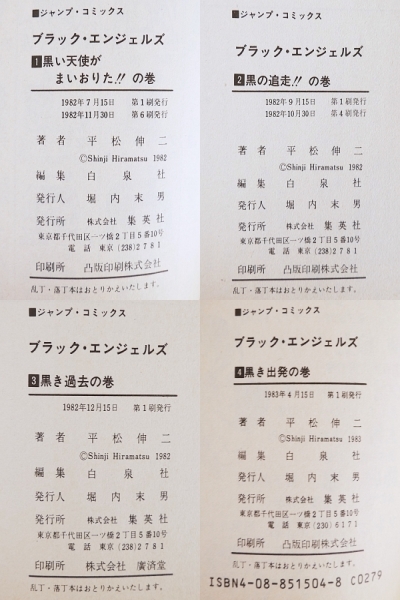 ■ジャンプ・コミックス
ブラック・エンジェルズ
1黒い天使が
まいおりた!! の巻
1982年7月15日 第1刷発行
1982年11月30日 第6刷発行
著者 平松伸二
©Shinji Hiramatsu 1982
編集 白泉社
発行人 堀内末男
発行所 株式会社 集英社
東京都千代田区一ツ橋2丁目5番10号
電話 東京(238)2781
印刷所 凸版印刷株式会社
乱丁・落丁本はおとりかえいたします。
■ジャンプ・コミックス
ブラック・エンジェルズ
2黒の追走!! の巻
1982年9月15日 第1刷発行
1982年10月30日 第4刷発行
著者 平松伸二
©Shinji Hiramatsu 1982
編集 白泉社
発行人 堀内末男
発行所 株式会社 集英社
東京都千代田区一ツ橋2丁目5番10号
電話 東京(238)2781
印刷所 凸版印刷株式会社
乱丁・落丁本はおとりかえいたします。
■ジャンプ・コミックス
ブラック・エンジェルズ
3黒き過去の巻
1982年12月15日 第1刷発行
著者 平松伸二
©Shinji Hiramatsu 1982
編集 白泉社
発行人 堀内末男
発行所 株式会社 集英社
東京都千代田区一ツ橋2丁目5番10号
電話 東京(238)2781
印刷所 株式会社 廣済堂
乱丁・落丁本はおとりかえいたします。
■ジャンプ・コミックス
ブラック・エンジェルズ
4黒き出発の巻
1983年4月15日 第1刷発行
著者 平松伸二
©Shinji Hiramatsu 1983
編集 白泉社
発行人 堀内末男
発行所 株式会社 集英社
東京都千代田区一ツ橋2丁目5番10号
電話 東京(230)6171
印刷所 凸版印刷株式会社
乱丁・落丁本はおとりかえいたします。
ISBN4-08-851504-8 C0279